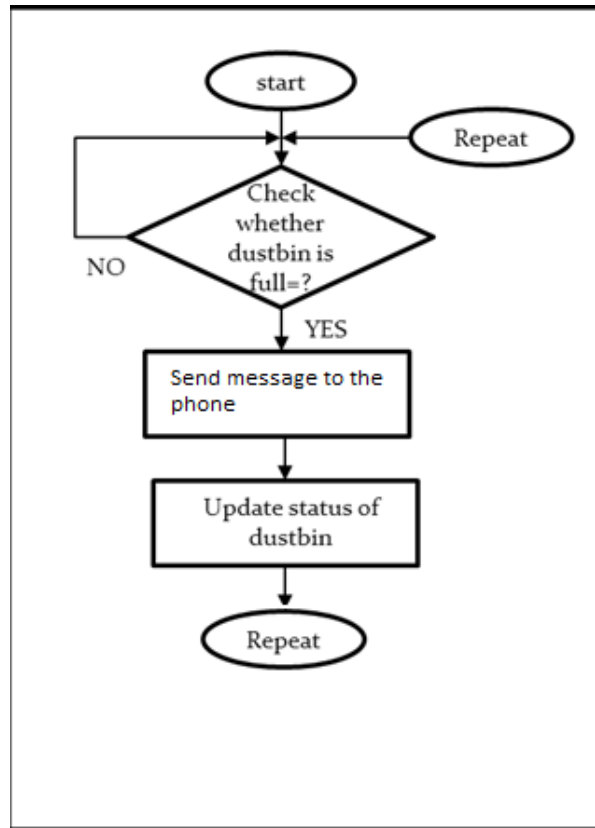 start
Repeat
Check
whether
dustbin is
full=?
NO
YES
Send message to the
phone
Update status of
dustbin
Repeat